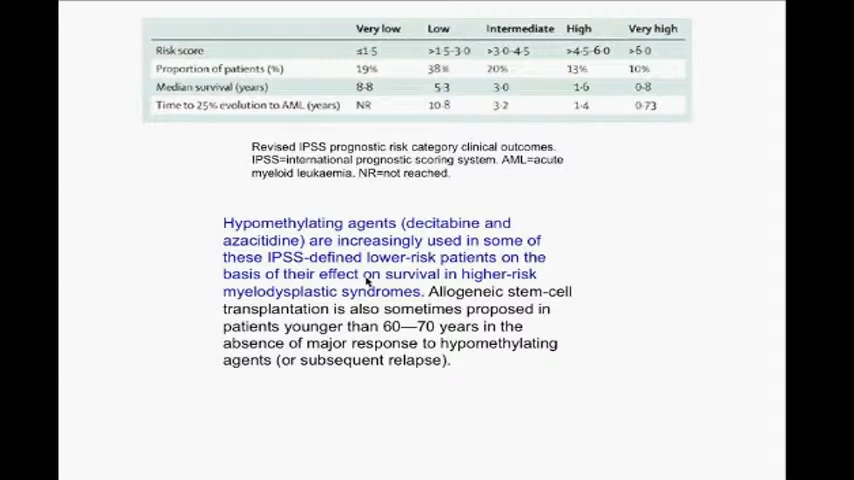 Very low Low Intermediate High Very high
Risk score ≤1·5 >1·5-3·0 >3·0-4·5 >4·5-6·0 >6·0
Proportion of patients (%) 19% 38% 20% 13% 10%
Median survival (years) 8·8 5·3 3·0 1·6 0·8
Time to 25% evolution to AML (years) NR 10·8 3·2 1·4 0·73
Revised IPSS prognostic risk category clinical outcomes.
IPSS=international prognostic scoring system. AML=acute
myeloid leukaemia. NR=not reached.
Hypomethylating agents (decitabine and
azacitidine) are increasingly used in some of
these IPSS-defined lower-risk patients on the
basis of their effect on survival in higher-risk
myelodysplastic syndromes. Allogeneic stem-cell
transplantation is also sometimes proposed in
patients younger than 60—70 years in the
absence of major response to hypomethylating
agents (or subsequent relapse).